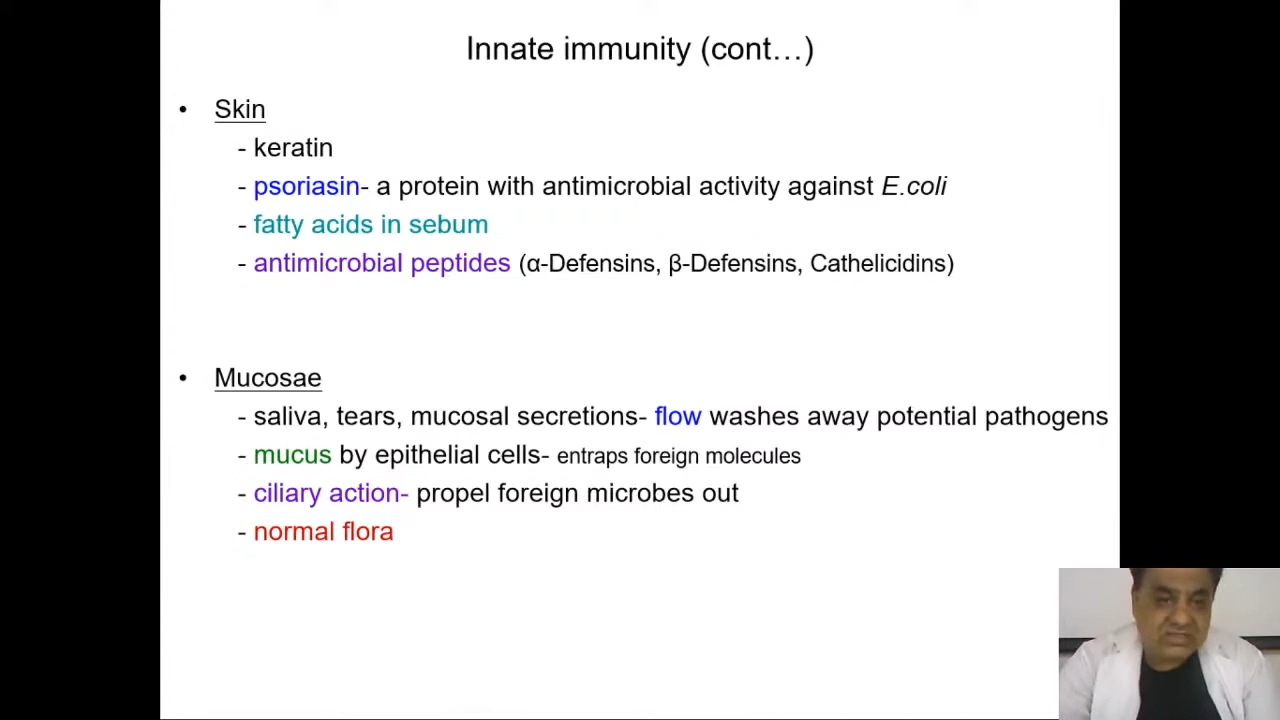 Innate immunity (cont…)
• Skin
- keratin
- psoriasin- a protein with antimicrobial activity against E.coli
- fatty acids in sebum
- antimicrobial peptides (α-Defensins, β-Defensins, Cathelicidins)
• Mucosae
- saliva, tears, mucosal secretions- flow washes away potential pathogens
- mucus by epithelial cells- entraps foreign molecules
- ciliary action- propel foreign microbes out
- normal flora